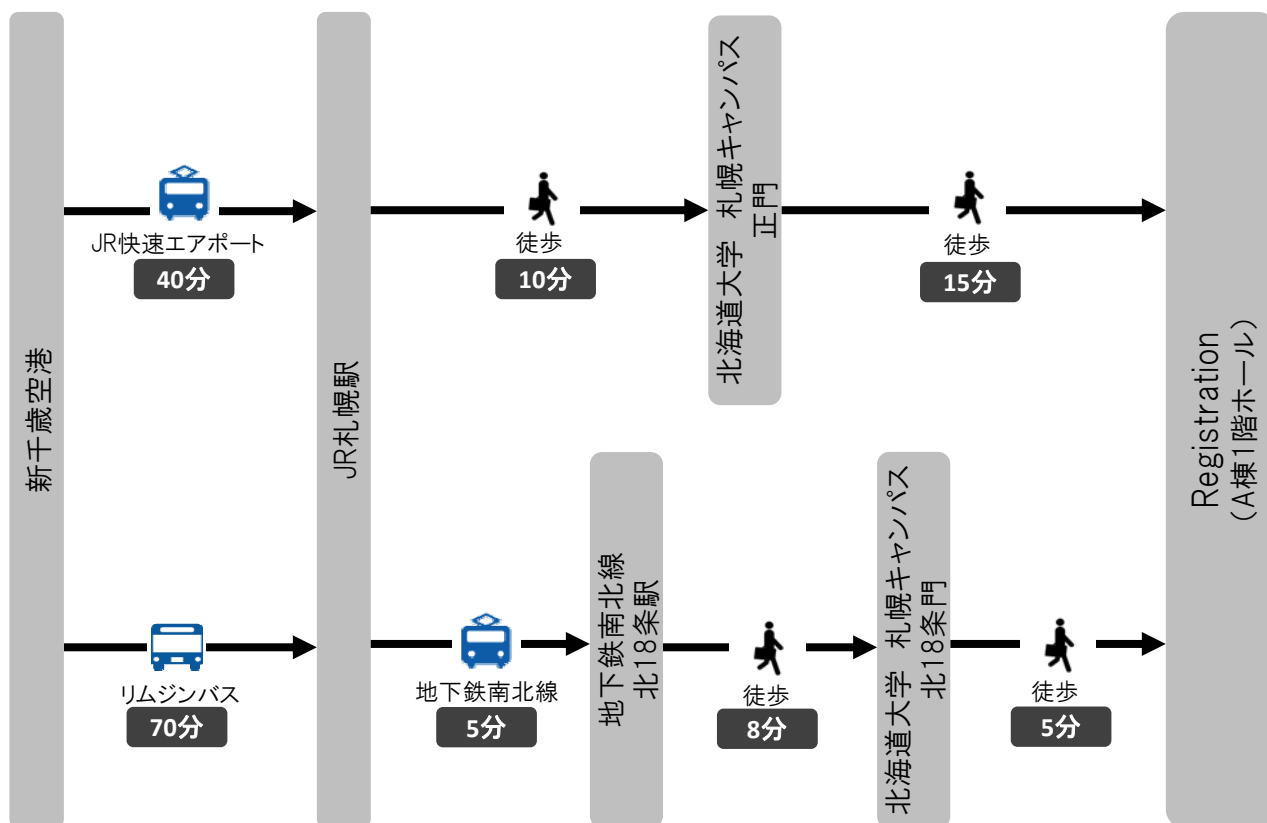 新千歳空港
JR快速エアポート
40分
リムジンバス
70分
JR札幌駅
徒歩
10分
北海道大学 札幌キャンパス
正門
徒歩
15分
地下鉄南北線
5分
地下鉄南北線
北18条駅
徒歩
8分
北海道大学 札幌キャンパス
北18条門
徒歩
5分
Registration
(A棟1階ホール)